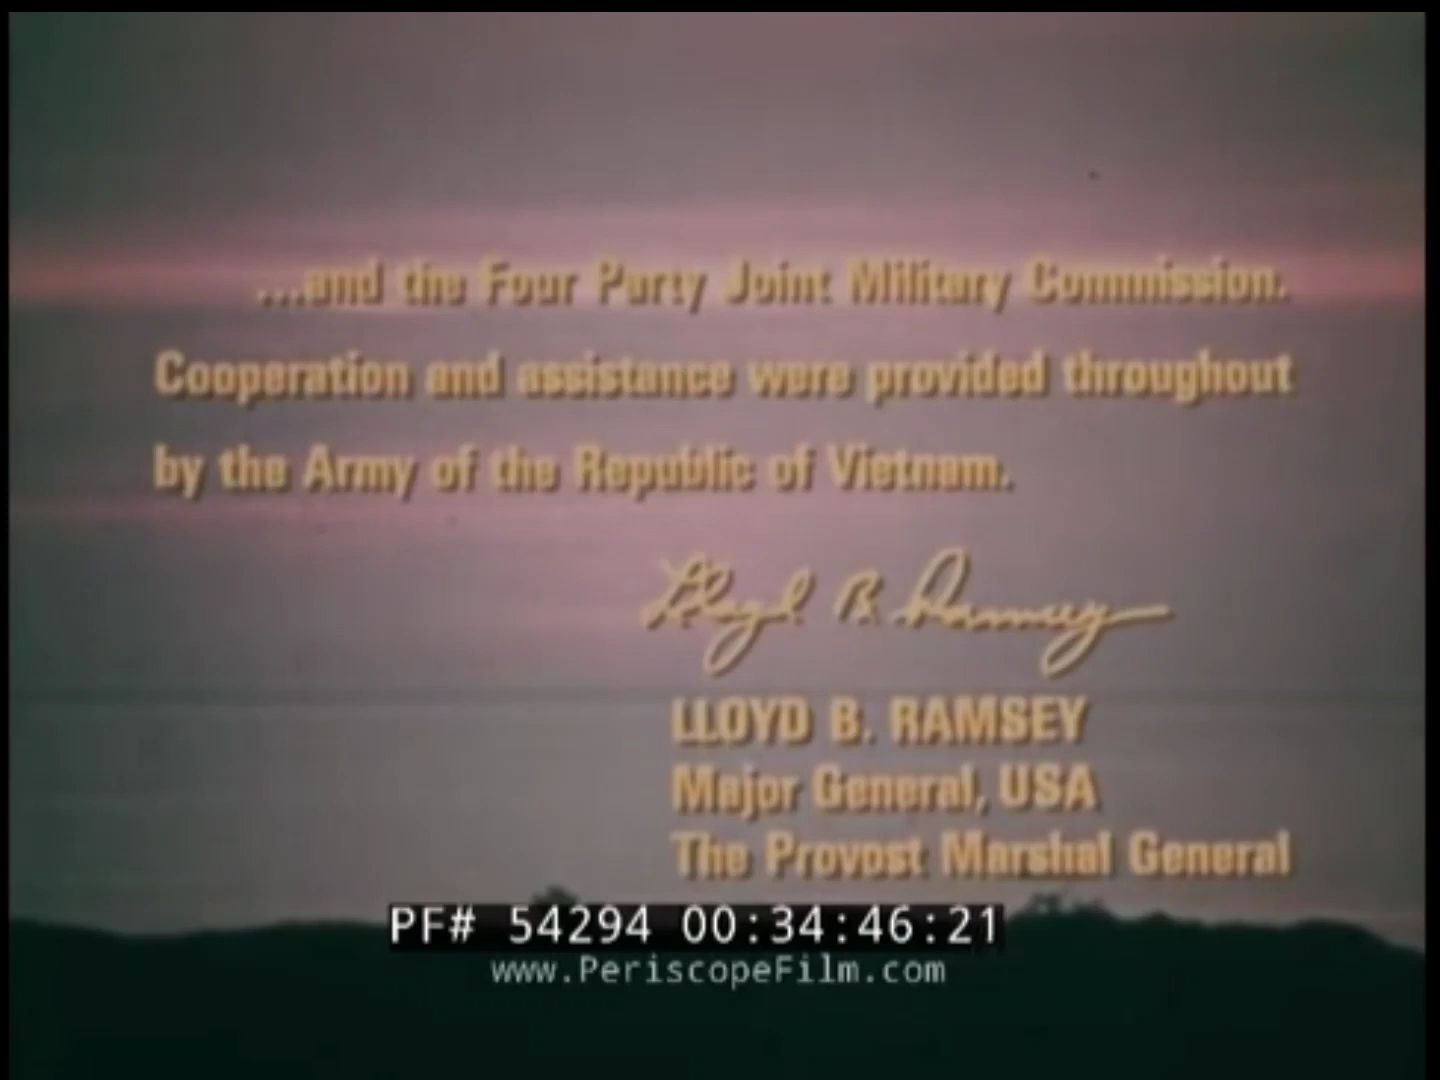 ...and the Four Party Joint Military Commission.
Cooperation and assistance were provided throughout
by the Army of the Republic of Vietnam.
Lloyd B. Ramsey
LLOYD B. RAMSEY
Major General, USA
The Provost Marshal General
PF# 54294 00:34:46:21
www.PeriscopeFilm.com